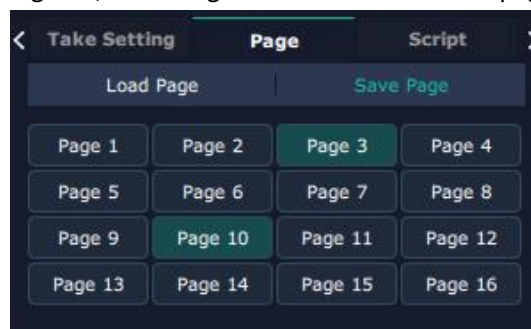 Take Setting Page Script
Load Page Save Page
Page 1 Page 2 Page 3 Page 4
Page 5 Page 6 Page 7 Page 8
Page 9 Page 10 Page 11 Page 12
Page 13 Page 14 Page 15 Page 16